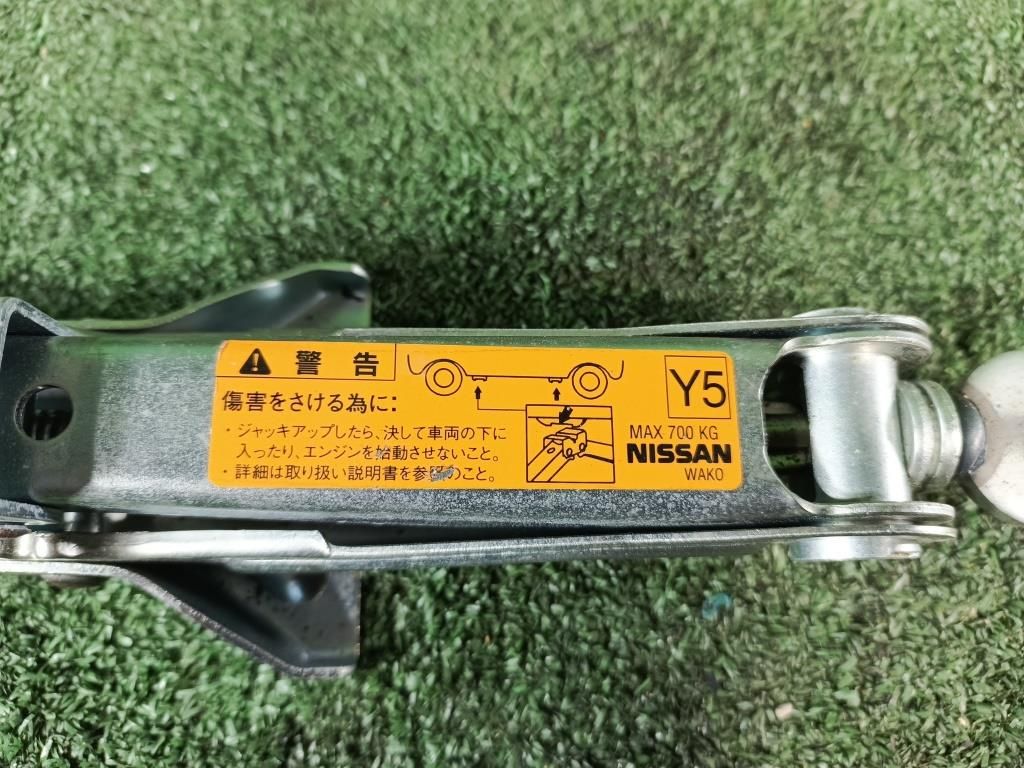 警告
傷害をさける為に:
・ジャッキアップしたら、決して車両の下に
入ったり、エンジンを始動させないこと。
・詳細は取り扱い説明書を参照のこと。
Y5
MAX 700 KG
NISSAN
WAKO